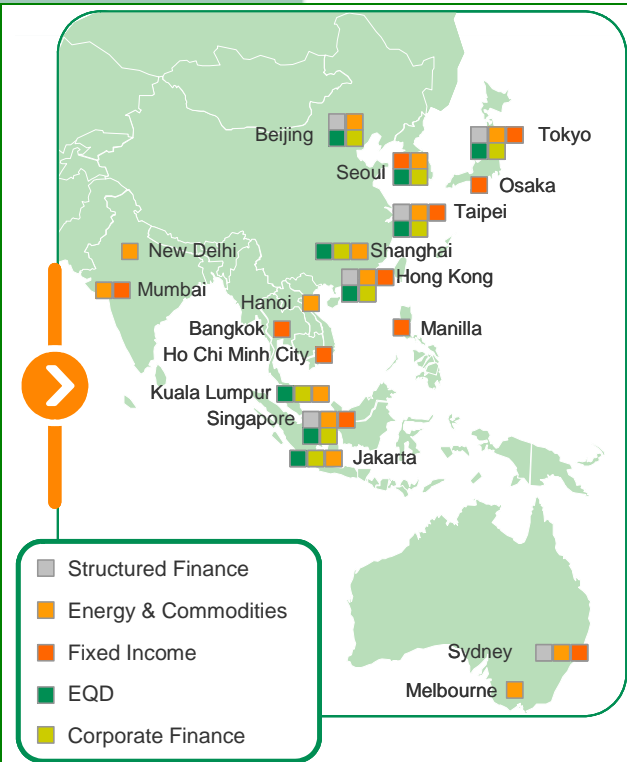 Beijing
Tokyo
Seoul
Osaka
Taipei
New Delhi
Shanghai
Hong Kong
Mumbai
Hanoi
Bangkok
Manilla
Ho Chi Minh City
Kuala Lumpur
Singapore
Jakarta
Structured Finance
Energy & Commodities
Fixed Income
EQD
Corporate Finance
Sydney
Melbourne